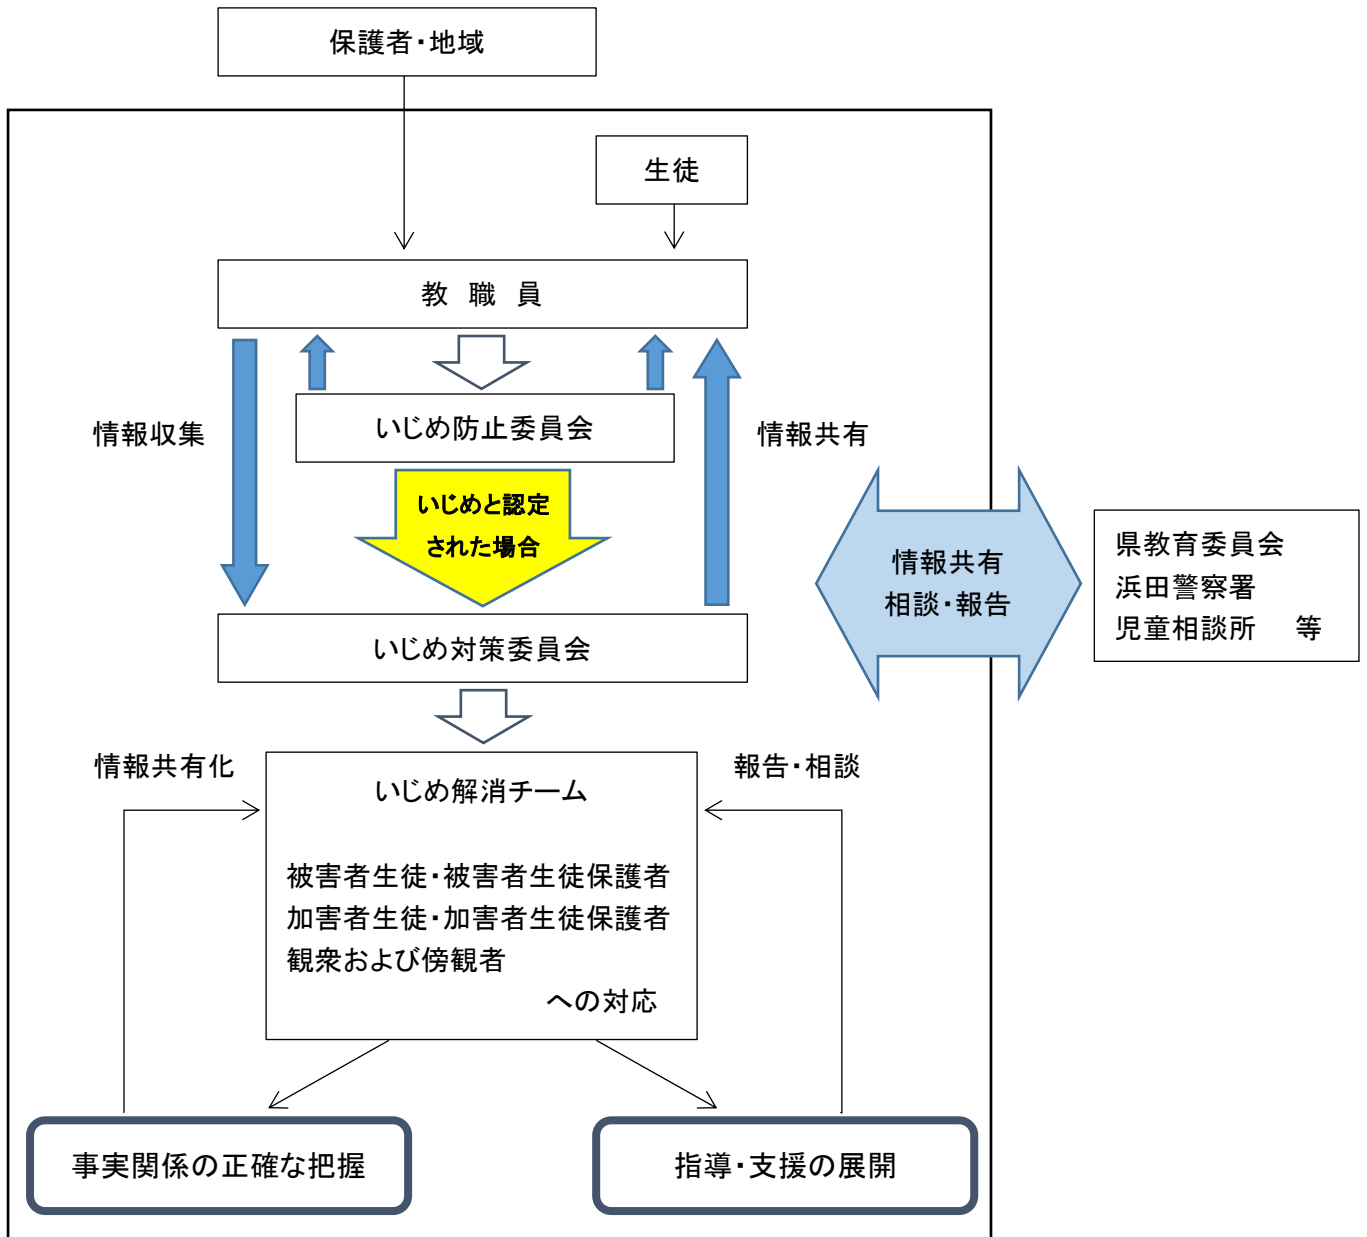 保護者・地域
生徒
教 職 員
いじめ防止委員会
情報収集
情報共有
いじめと認定
された場合
情報共有
相談・報告
県教育委員会
浜田警察署
児童相談所 等
いじめ対策委員会
情報共有化
報告・相談
いじめ解消チーム
被害者生徒・被害者生徒保護者
加害者生徒・加害者生徒保護者
観衆および傍観者
への対応
事実関係の正確な把握
指導・支援の展開